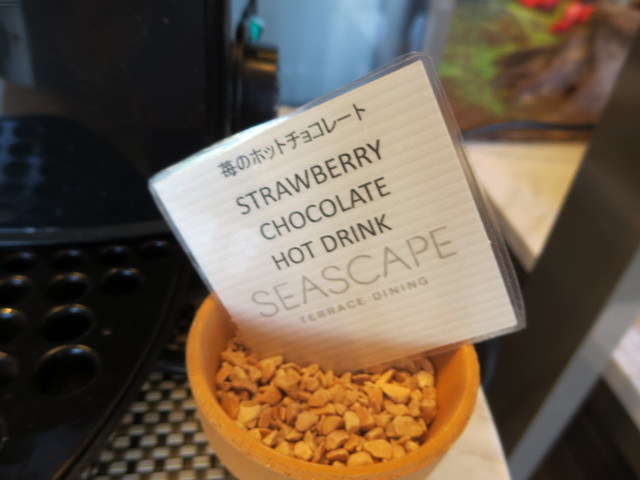 苺のホットチョコレート
STRAWBERRY
CHOCOLATE
HOT DRINK
SEASCAPE
TERRACE DINING